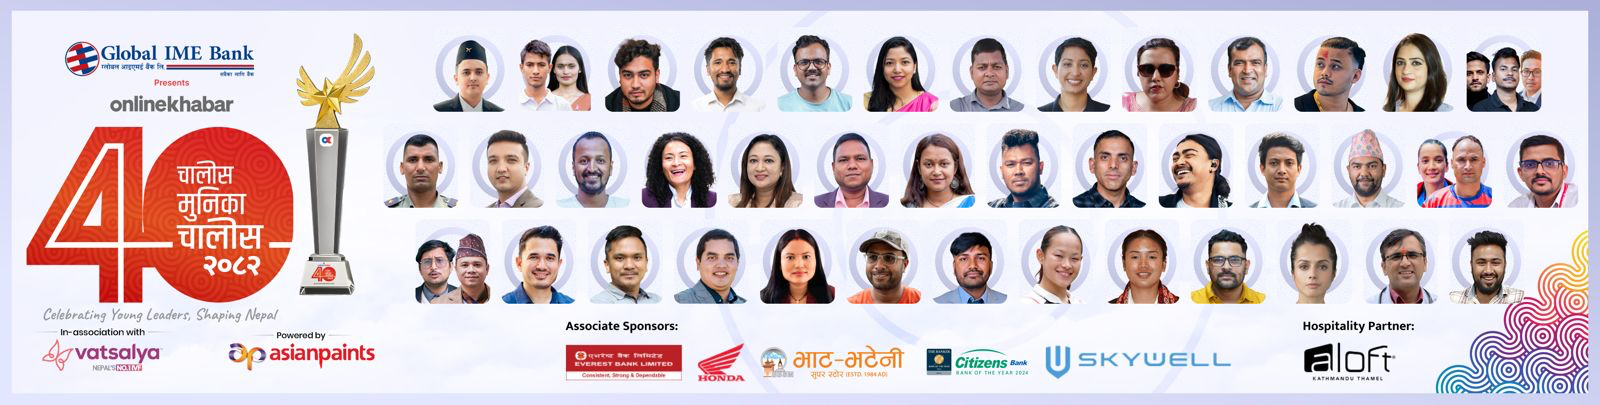 Global IME Bank
ग्लोबल आइएमई बैंक लि.
सबैका लागि बैंक
Presents
onlinekhabar
40
चालीस
मुनिका
चालीस
२०८२
Celebrating Young Leaders, Shaping Nepal
In-association with
vatsalya
NEPAL'S NO.1 IVF
Powered by
ap asianpaints
40
Associate Sponsors:
एभरेष्ट बैंक लिमिटेड
EVEREST BANK LIMITED
Consistent, Strong & Dependable
HONDA
भाट-भटेनी
सुपर स्टोर (ESTD. 1984 AD)
Citizens Bank
BANK OF THE YEAR 2024
SKYWELL
Hospitality Partner:
aloft
KATHMANDU THAMEL